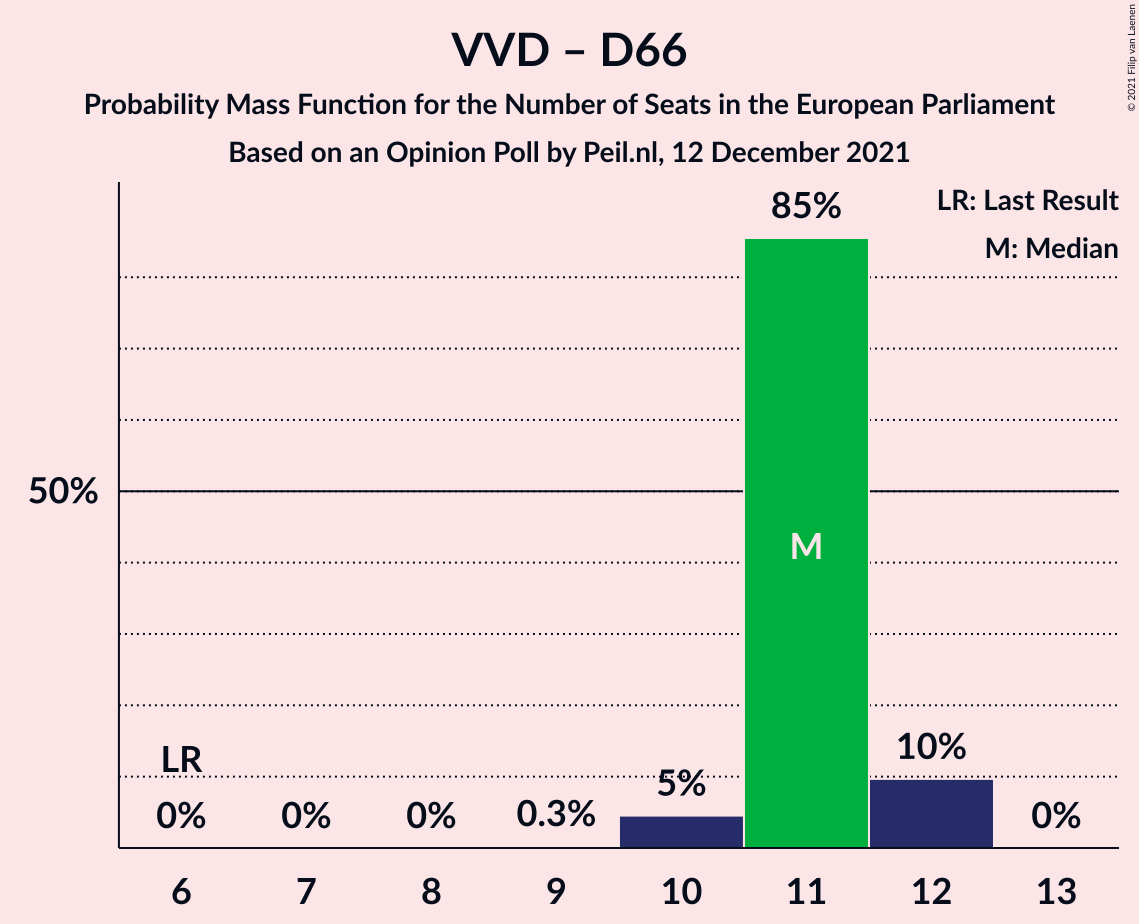 VVD – D66
Probability Mass Function for the Number of Seats in the European Parliament
Based on an Opinion Poll by Peil.nl, 12 December 2021
© 2021 Filip van Laenen
LR: Last Result
M: Median
85%
50%
M
LR
0%
0%
0%
0.3%
5%
10%
0%
6 7 8 9 10 11 12 13